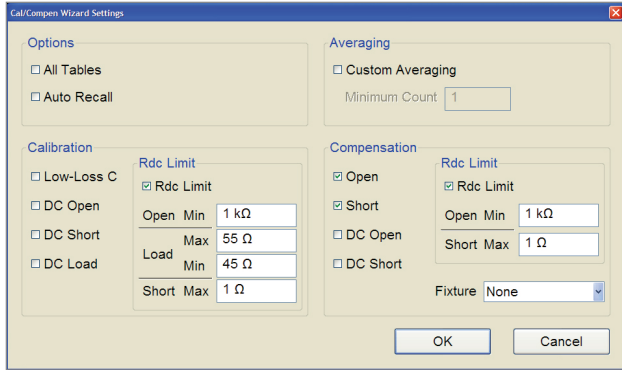 Cal/Compen Wizard Settings
Options
All Tables
Auto Recall
Averaging
Custom Averaging
Minimum Count 1
Calibration
Low-Loss C
DC Open
DC Short
DC Load
Rdc Limit
Rdc Limit
Open Min 1 kΩ
Load Max 55 Ω
Min 45 Ω
Short Max 1 Ω
Compensation
Open
Short
DC Open
DC Short
Rdc Limit
Rdc Limit
Open Min 1 kΩ
Short Max 1 Ω
Fixture None
OK Cancel